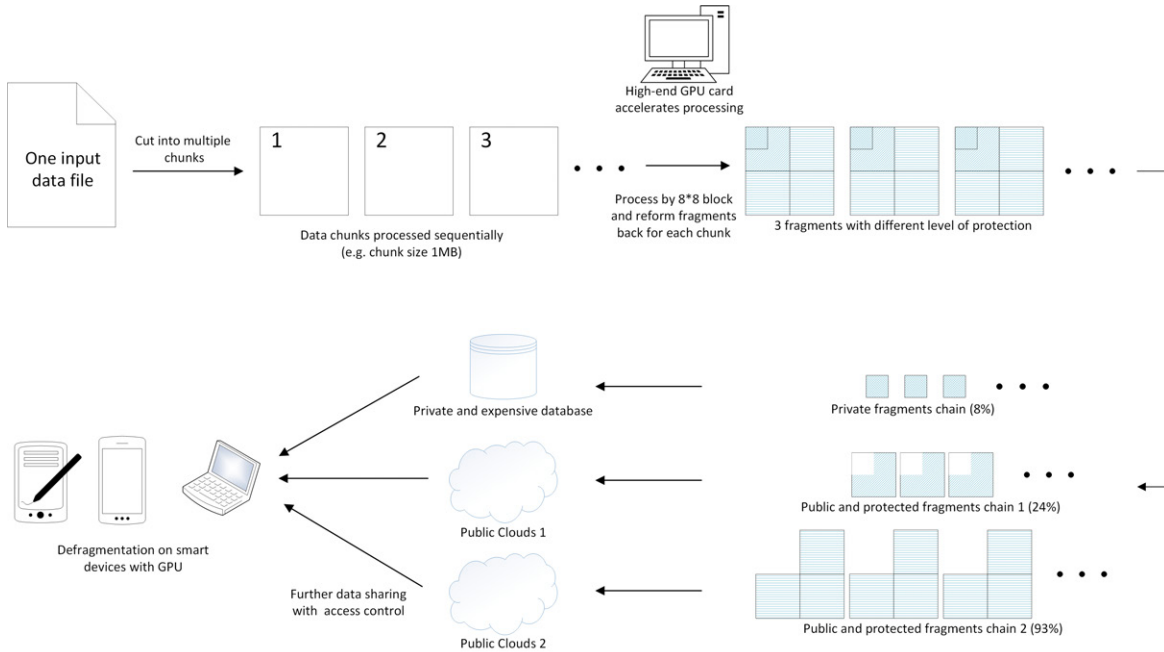 High-end GPU card
accelerates processing
One input
data file
Cut into multiple
chunks
1
2
3
Process by 8*8 block
and reform fragments
back for each chunk
Data chunks processed sequentially
(e.g. chunk size 1MB)
3 fragments with different level of protection
Private and expensive database
Private fragments chain (8%)
Public Clouds 1
Public and protected fragments chain 1 (24%)
Defragmentation on smart
devices with GPU
Further data sharing
with access control
Public Clouds 2
Public and protected fragments chain 2 (93%)